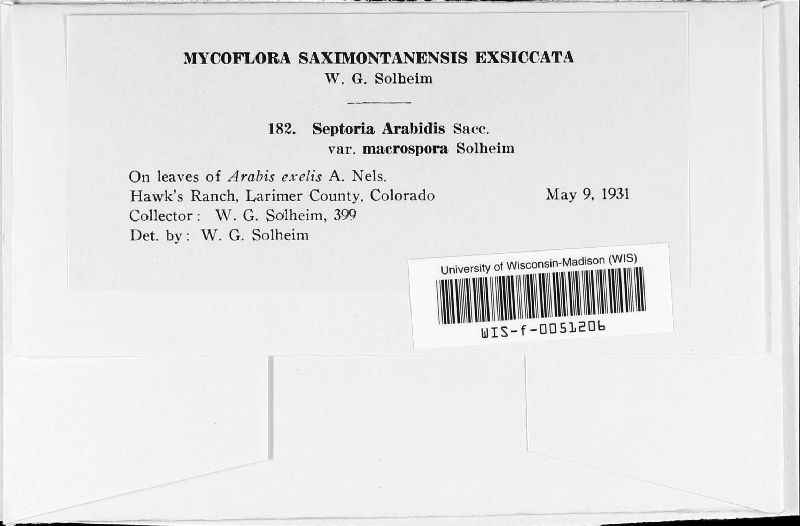 MYCOFLORA SAXIMONTANENSIS EXSICCATA
W. G. Solheim
182. Septoria Arabidis Sacc.
var. macrospora Solheim
On leaves of Arabis exelis A. Nels.
Hawk's Ranch, Larimer County, Colorado May 9, 1931
Collector: W. G. Solheim, 399
Det. by: W. G. Solheim
University of Wisconsin-Madison (WIS)
WIS-f-0051206